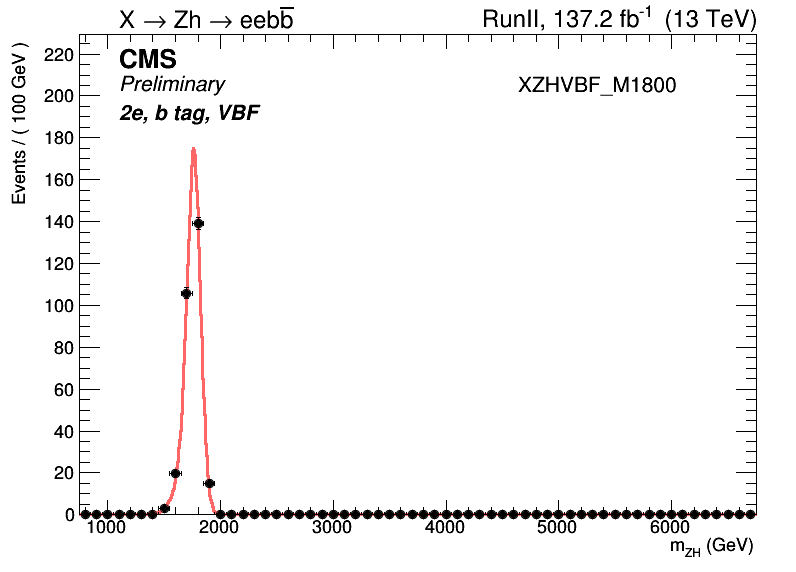 X → Zh → eebb̅ RunII, 137.2 fb⁻¹ (13 TeV)
CMS
Preliminary
2e, b tag, VBF
XZHVBF_M1800
Events / ( 100 GeV )
220
200
180
160
140
120
100
80
60
40
20
0
1000 2000 3000 4000 5000 6000
m_ZH (GeV)